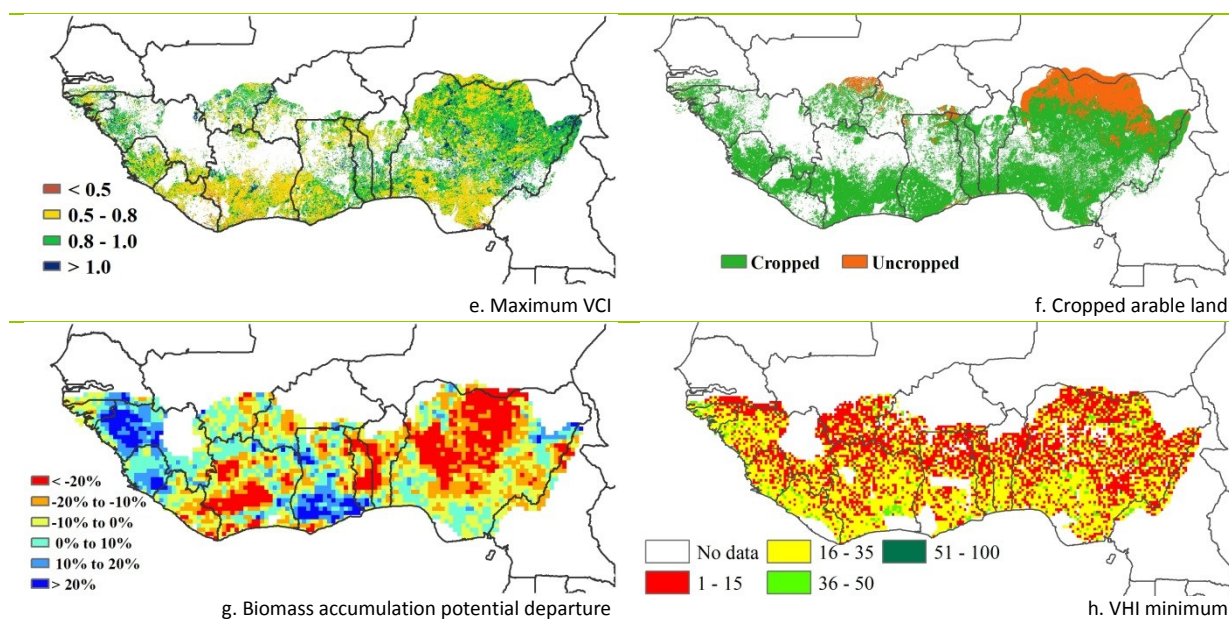 < 0.5
0.5 - 0.8
0.8 - 1.0
> 1.0
e. Maximum VCI
Cropped Uncropped
f. Cropped arable land
< -20%
-20% to -10%
-10% to 0%
0% to 10%
10% to 20%
> 20%
g. Biomass accumulation potential departure
No data 16 - 35 51 - 100
1 - 15 36 - 50
h. VHI minimum